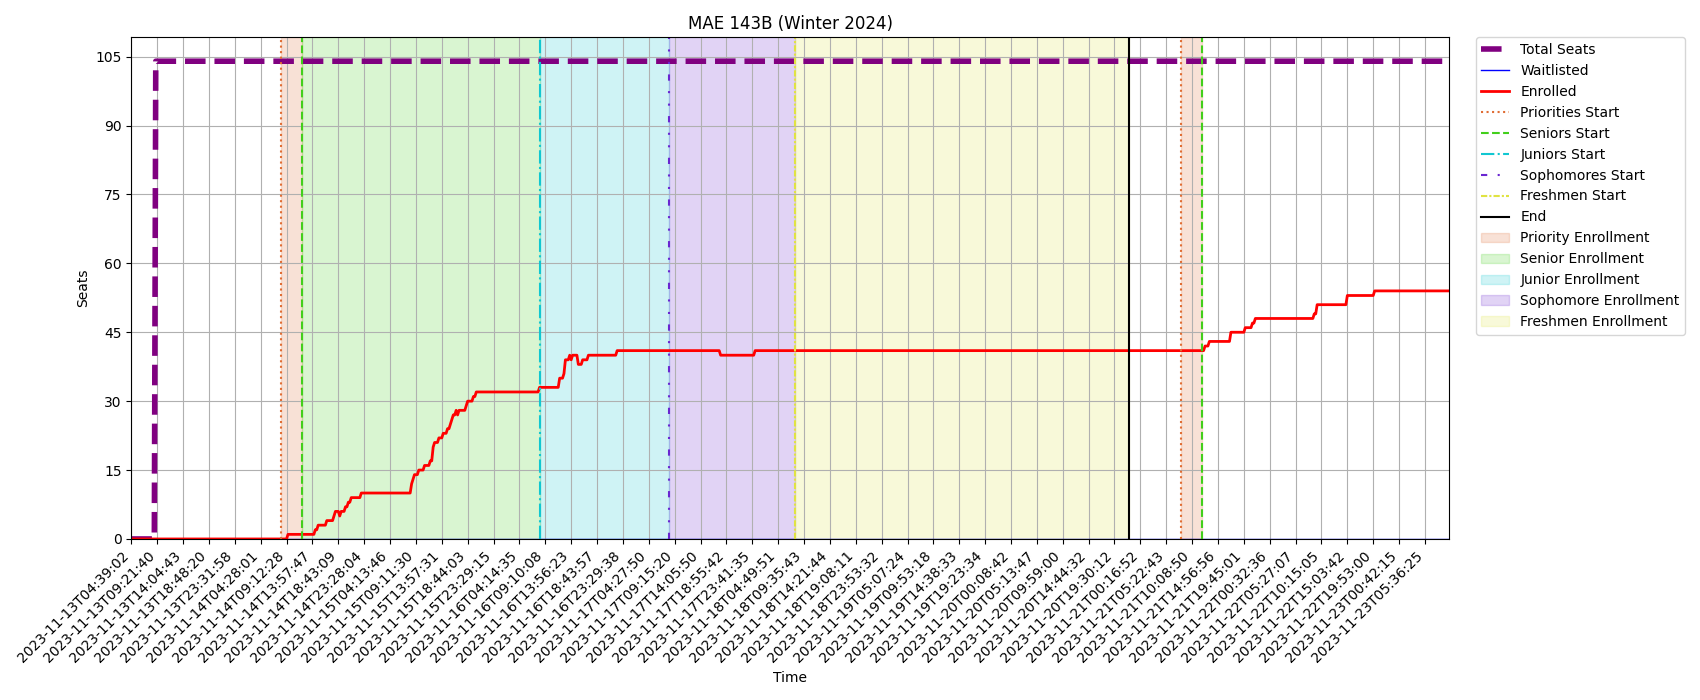 MAE 143B (Winter 2024)
Seats
105
90
75
60
45
30
15
0
2023-11-13T04:39:02
2023-11-13T09:21:40
2023-11-13T14:04:43
2023-11-13T18:48:20
2023-11-13T23:31:58
2023-11-14T04:28:01
2023-11-14T09:12:28
2023-11-14T13:57:47
2023-11-14T18:43:09
2023-11-14T23:28:04
2023-11-15T04:13:46
2023-11-15T09:11:30
2023-11-15T13:57:31
2023-11-15T18:44:03
2023-11-15T23:29:15
2023-11-16T04:14:35
2023-11-16T09:10:08
2023-11-16T13:56:23
2023-11-16T18:43:57
2023-11-16T23:29:38
2023-11-17T04:27:50
2023-11-17T09:15:20
2023-11-17T14:05:50
2023-11-17T18:55:42
2023-11-17T23:41:35
2023-11-18T04:49:51
2023-11-18T09:35:43
2023-11-18T14:21:44
2023-11-18T19:08:11
2023-11-18T23:53:32
2023-11-19T05:07:24
2023-11-19T09:53:18
2023-11-19T14:38:33
2023-11-19T19:23:34
2023-11-20T00:08:42
2023-11-20T05:13:47
2023-11-20T09:59:00
2023-11-20T14:44:32
2023-11-20T19:30:12
2023-11-21T00:16:52
2023-11-21T05:22:43
2023-11-21T10:08:50
2023-11-21T14:56:56
2023-11-21T19:45:01
2023-11-22T00:32:36
2023-11-22T05:27:07
2023-11-22T10:15:05
2023-11-22T15:03:42
2023-11-22T19:53:00
2023-11-23T00:42:15
2023-11-23T05:36:25
Time
Total Seats
Waitlisted
Enrolled
Priorities Start
Seniors Start
Juniors Start
Sophomores Start
Freshmen Start
End
Priority Enrollment
Senior Enrollment
Junior Enrollment
Sophomore Enrollment
Freshmen Enrollment